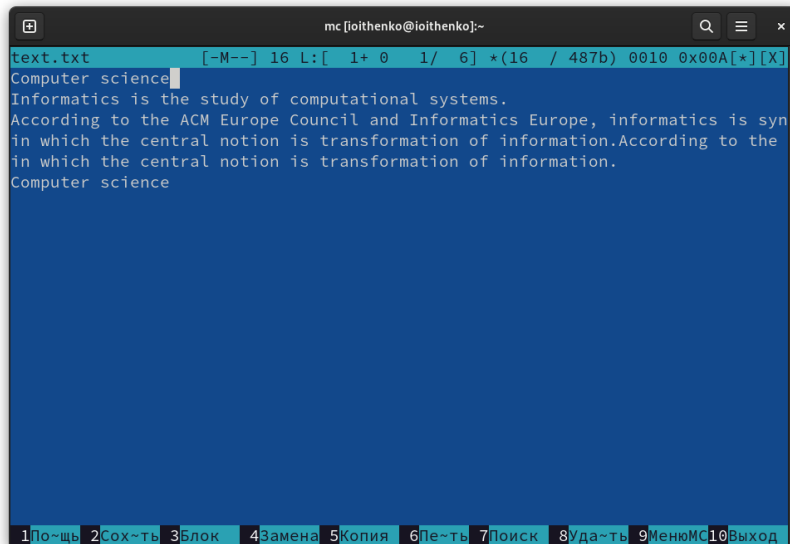 mc [ioithenko@ioithenko]:~
text.txt [-M--] 16 L:[ 1+ 0 1/ 6] *(16 / 487b) 0010 0x00A[*][X]
Computer science
Informatics is the study of computational systems.
According to the ACM Europe Council and Informatics Europe, informatics is syn
in which the central notion is transformation of information.According to the
in which the central notion is transformation of information.
Computer science
1По~щь 2Сох~ть 3Блок 4Замена 5Копия 6Пе~ть 7Поиск 8Уда~ть 9МенюMC10Выход